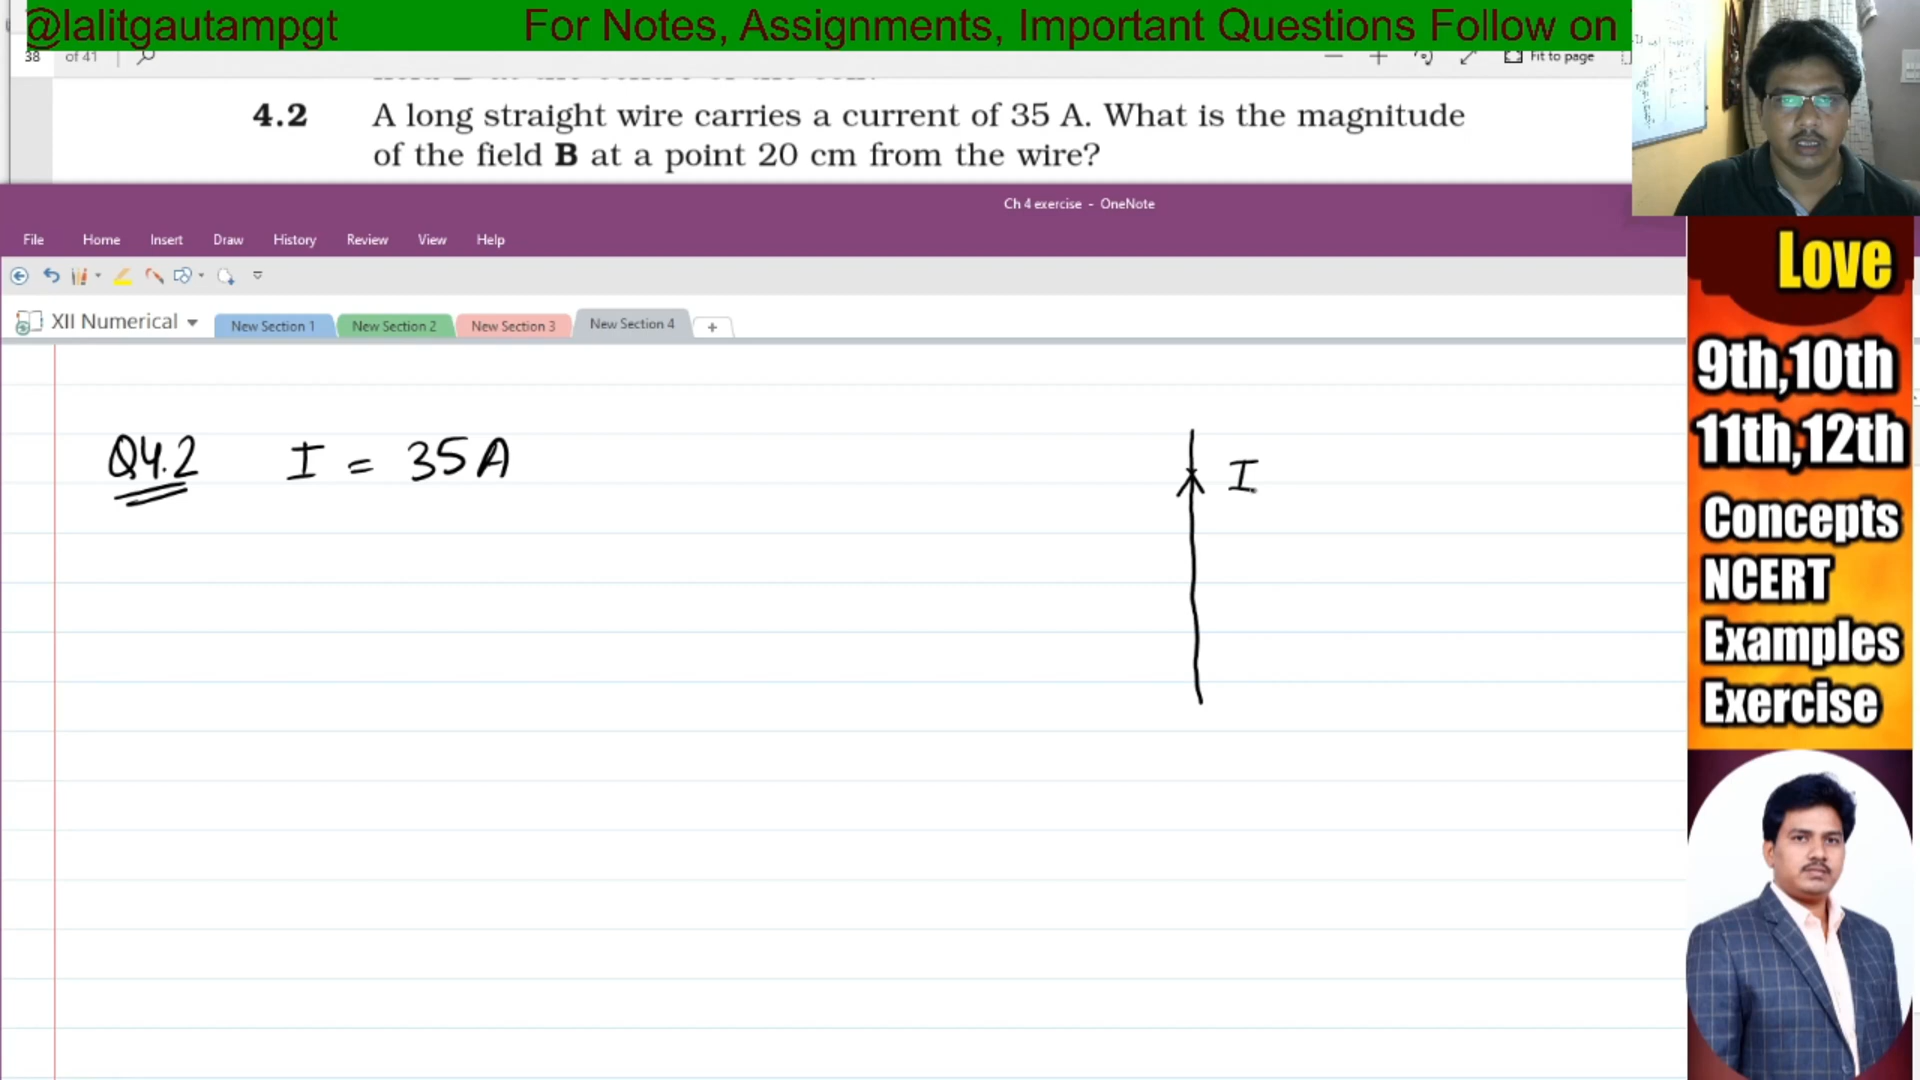 @lalitgautampgt For Notes, Assignments, Important Questions Follow on
38 of 41 Fit to page
4.2 A long straight wire carries a current of 35 A. What is the magnitude
of the field B at a point 20 cm from the wire?
Ch 4 exercise - OneNote
File Home Insert Draw History Review View Help
XII Numerical New Section 1 New Section 2 New Section 3 New Section 4 +
Q4.2 I = 35 A
I
Love
9th,10th
11th,12th
Concepts
NCERT
Examples
Exercise